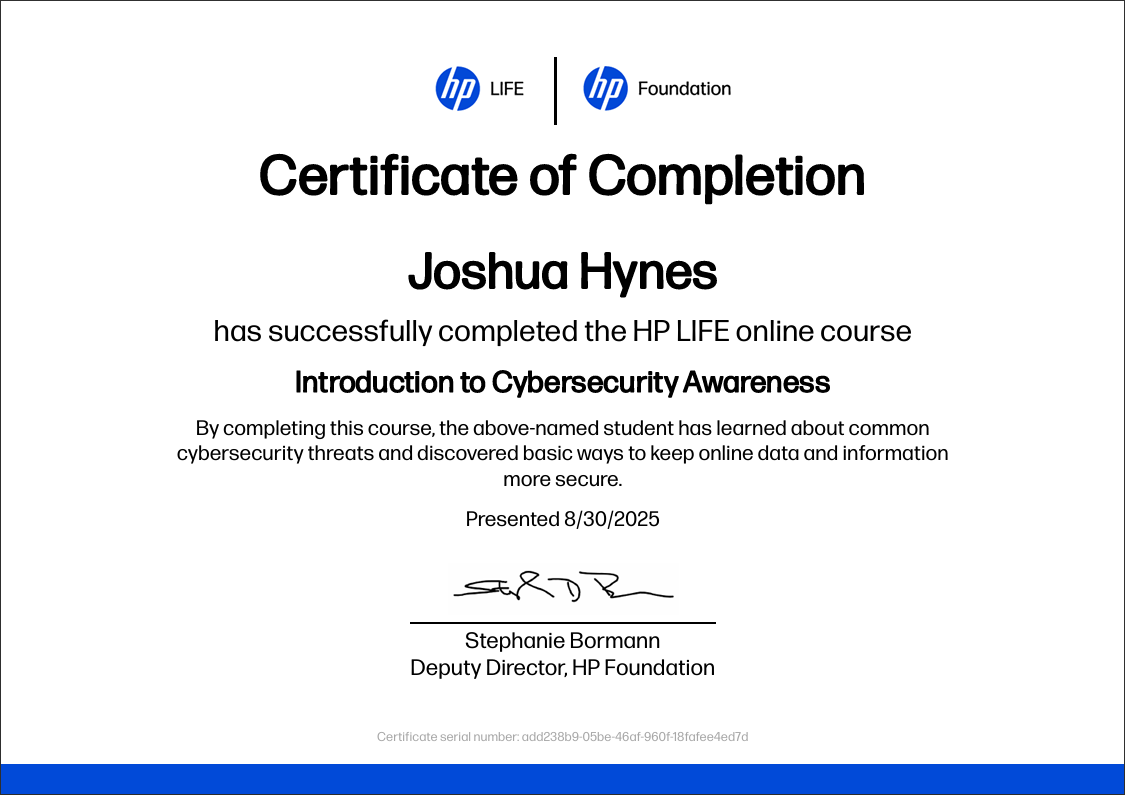 hp LIFE | hp Foundation
Certificate of Completion
Joshua Hynes
has successfully completed the HP LIFE online course
Introduction to Cybersecurity Awareness
By completing this course, the above-named student has learned about common
cybersecurity threats and discovered basic ways to keep online data and information
more secure.
Presented 8/30/2025
Stephanie Bormann
Deputy Director, HP Foundation
Certificate serial number: add238b9-05be-46af-960f-18fafee4ed7d